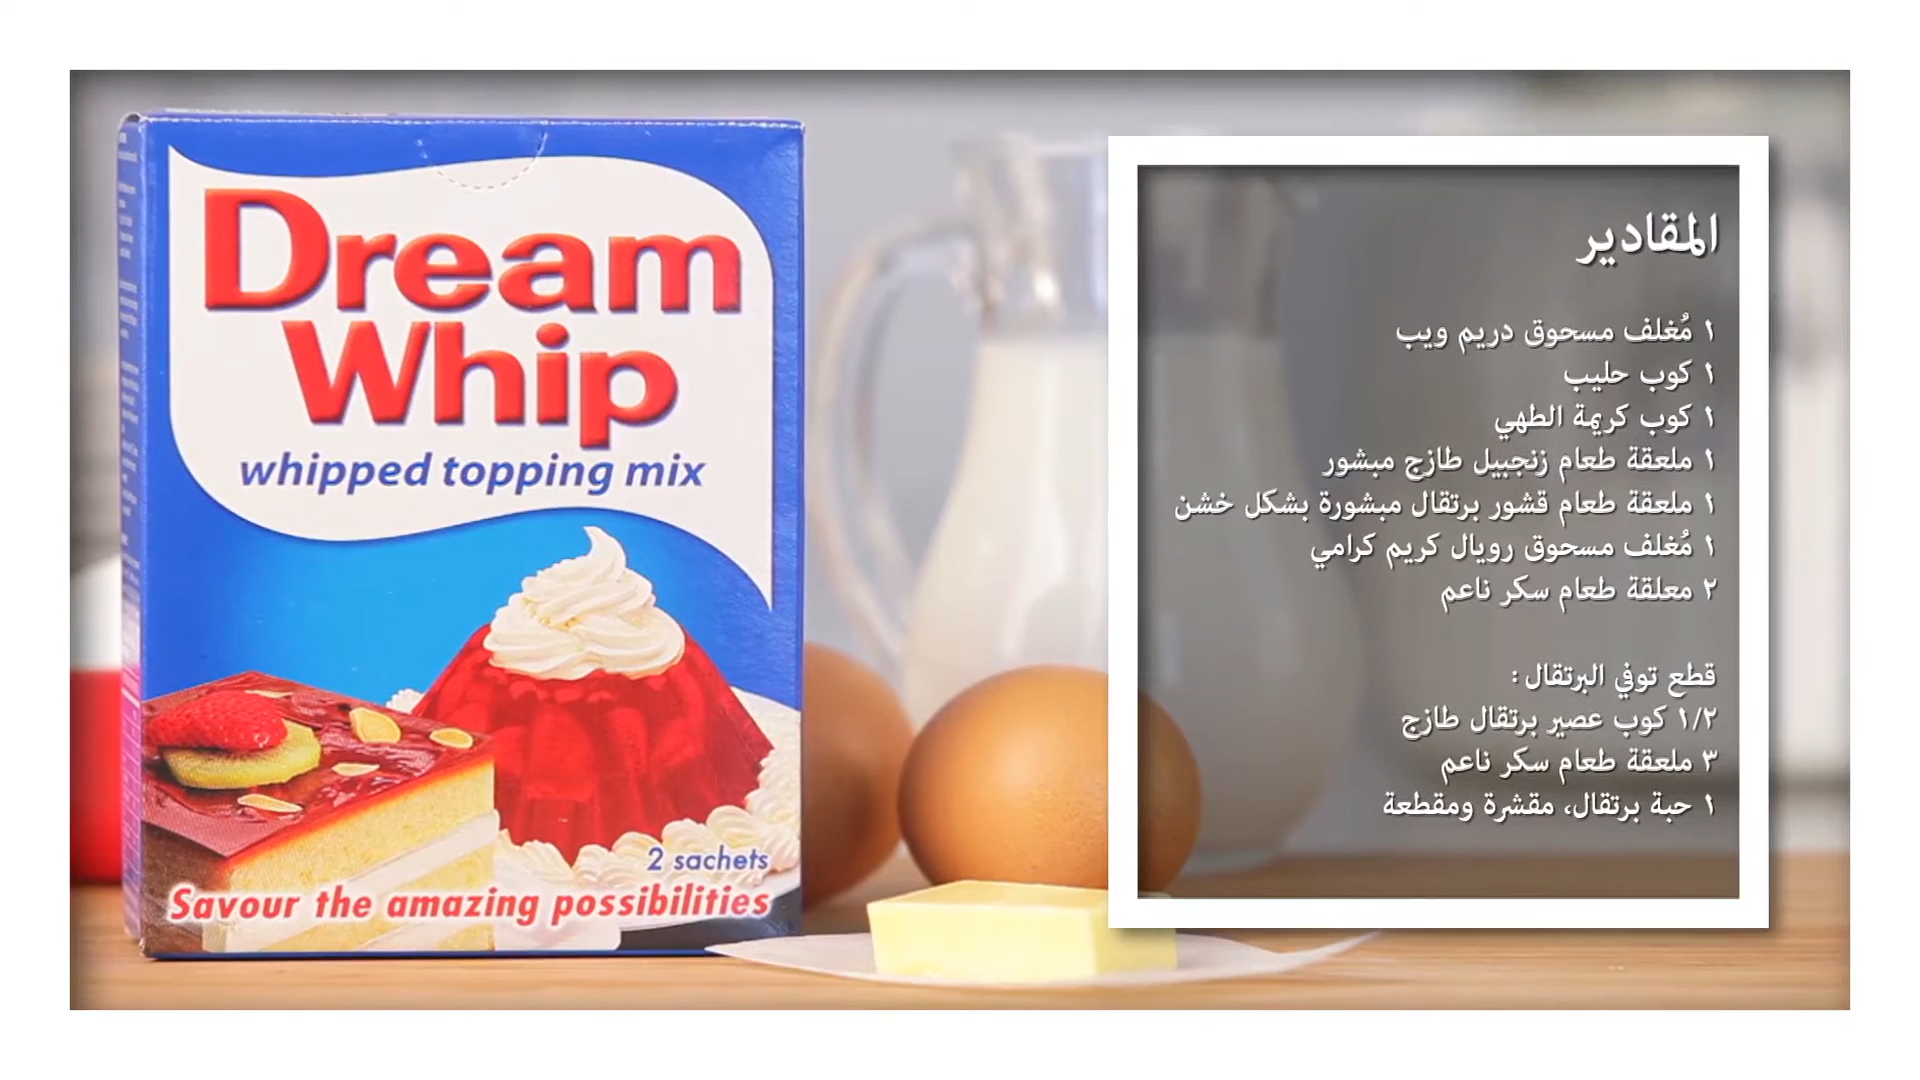 Dream
Whip
whipped topping mix
2 sachets
Savour the amazing possibilities
المقادير
١ مُغلف مسحوق دريم ويب
١ كوب حليب
١ كوب كريمة الطهي
١ ملعقة طعام زنجبيل طازج مبشور
١ ملعقة طعام قشور برتقال مبشورة بشكل خشن
١ مُغلف مسحوق رويال كريم كرامي
٢ معلقة طعام سكر ناعم
قطع توفي البرتقال :
١/٢ كوب عصير برتقال طازج
٣ ملعقة طعام سكر ناعم
١ حبة برتقال، مقشرة ومقطعة